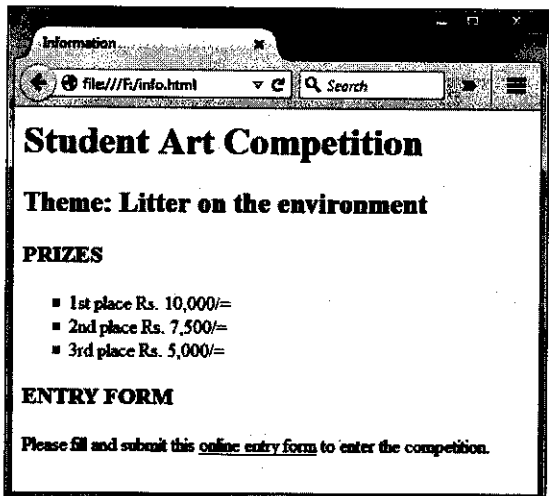 Information
file:///F:/info.html
Search
Student Art Competition
Theme: Litter on the environment
PRIZES
1st place Rs. 10,000/=
2nd place Rs. 7,500/=
3rd place Rs. 5,000/=
ENTRY FORM
Please fill and submit this online entry form to enter the competition.